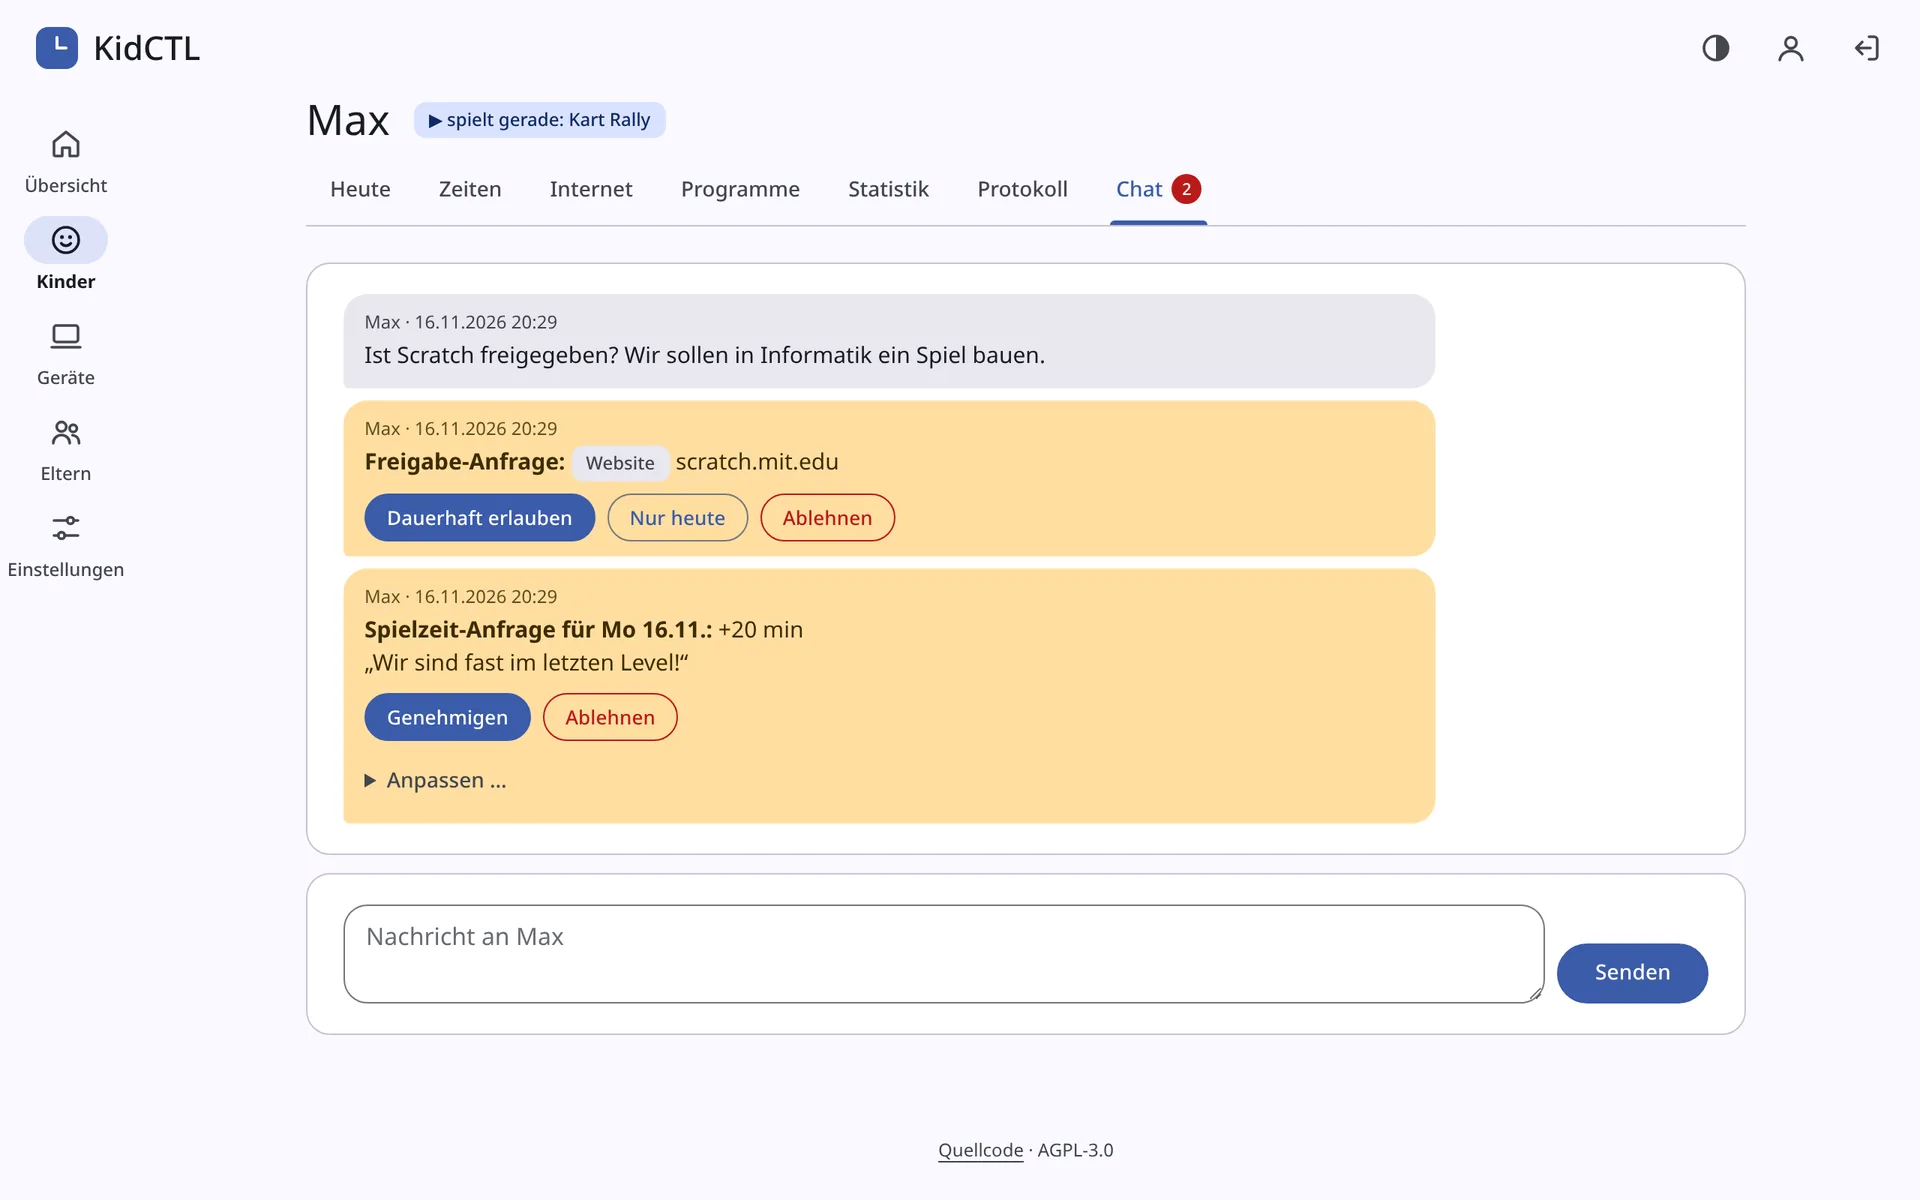 KidCTL
Übersicht
Kinder
Geräte
Eltern
Einstellungen
Max
▶ spielt gerade: Kart Rally
Heute Zeiten Internet Programme Statistik Protokoll Chat 2
Max · 16.11.2026 20:29
Ist Scratch freigegeben? Wir sollen in Informatik ein Spiel bauen.
Max · 16.11.2026 20:29
Freigabe-Anfrage: Website scratch.mit.edu
Dauerhaft erlauben Nur heute Ablehnen
Max · 16.11.2026 20:29
Spielzeit-Anfrage für Mo 16.11.: +20 min
„Wir sind fast im letzten Level!“
Genehmigen Ablehnen
▶ Anpassen ...
Nachricht an Max
Senden
Quellcode · AGPL-3.0